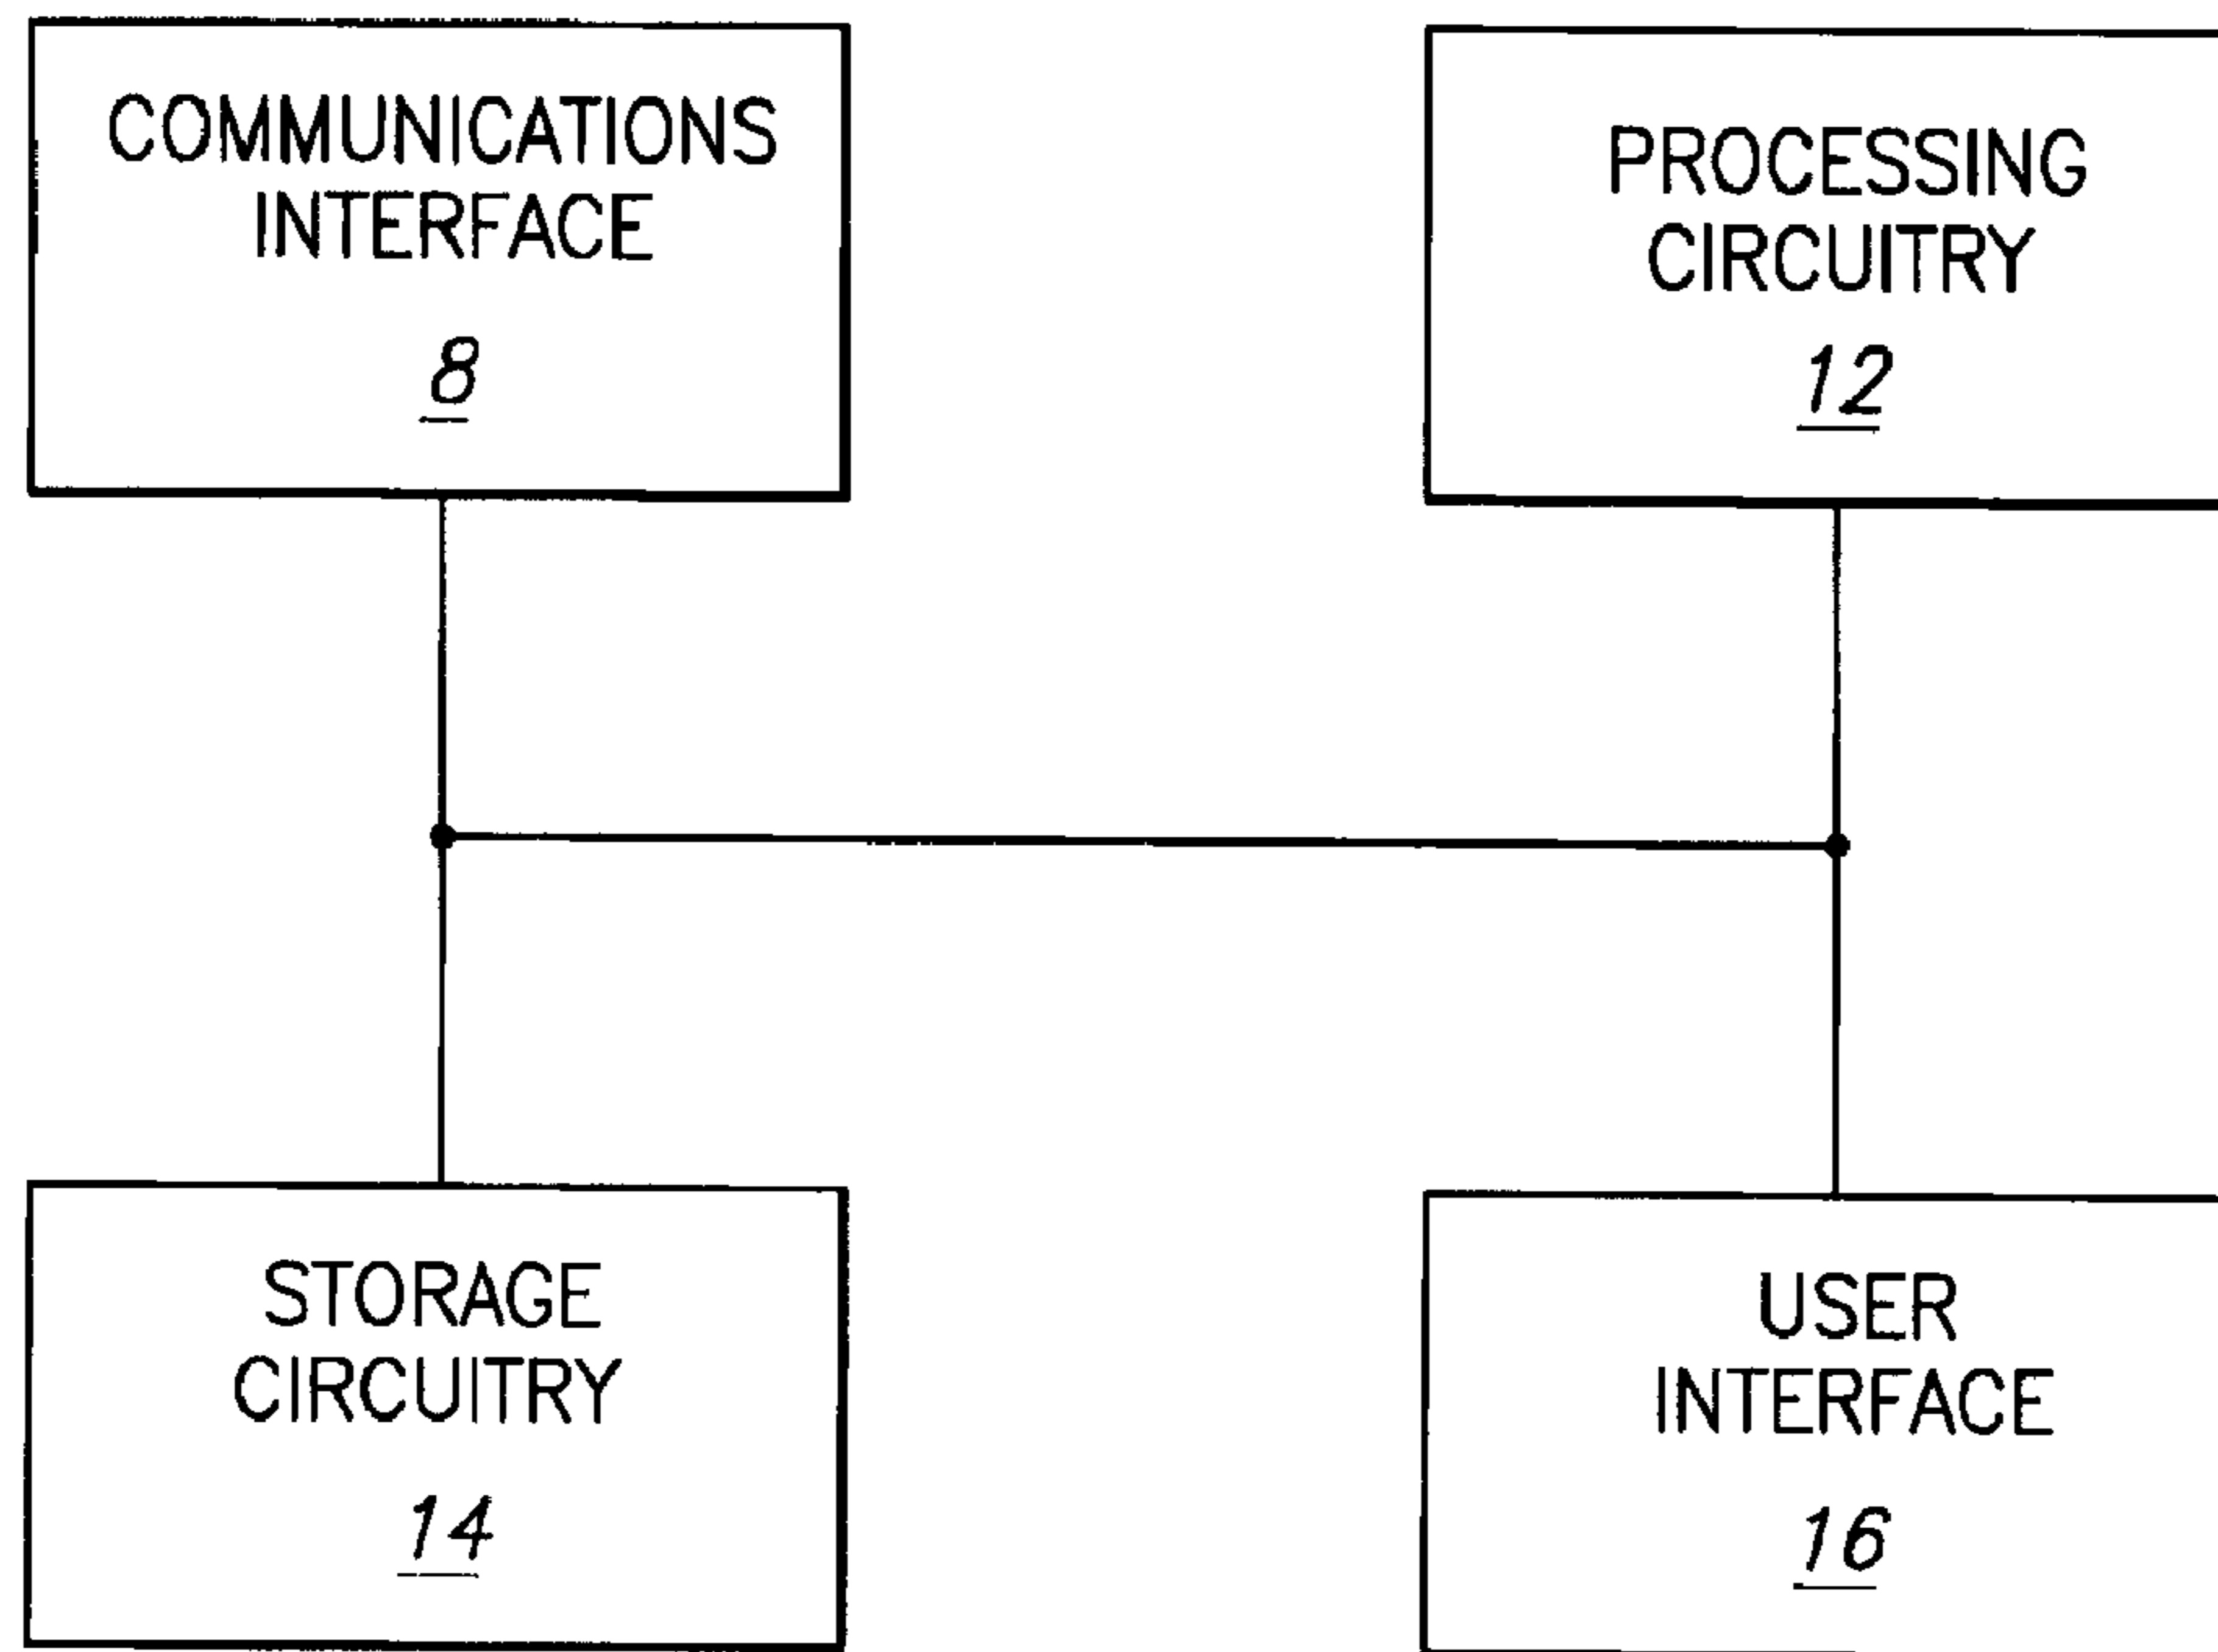 COMMUNICATIONS
INTERFACE
8
PROCESSING
CIRCUITRY
12
STORAGE
CIRCUITRY
14
USER
INTERFACE
16